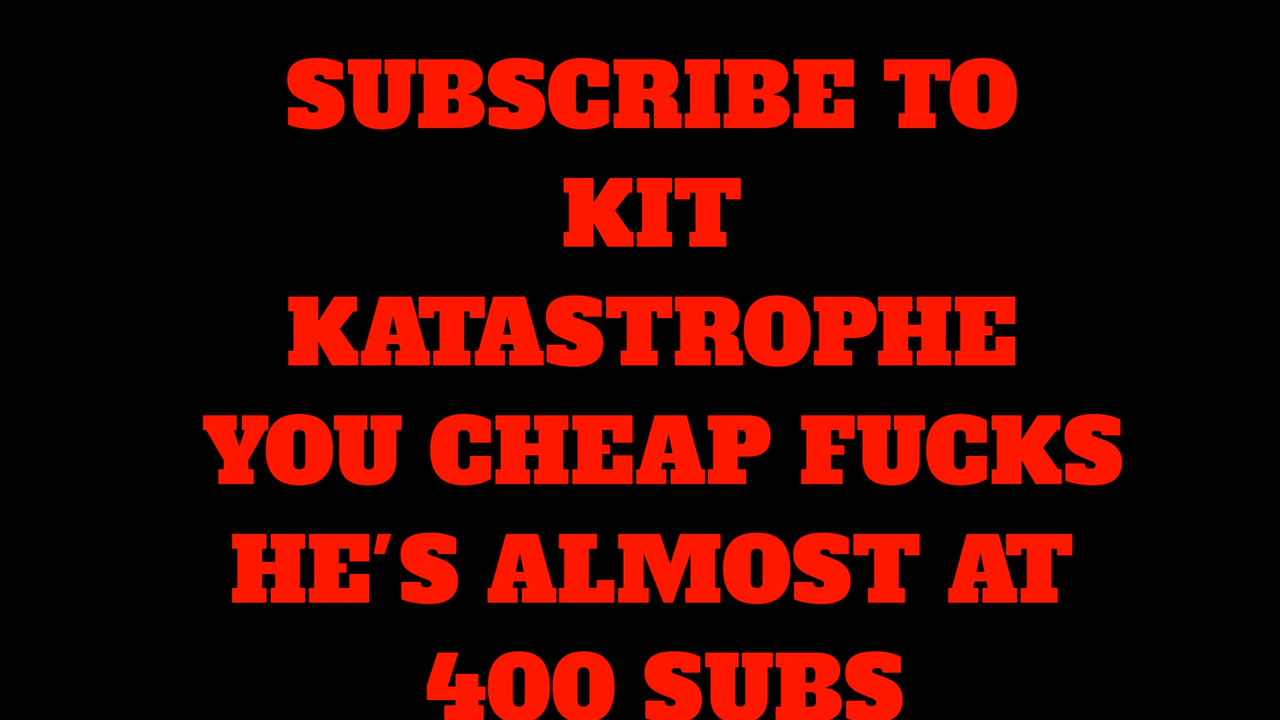 SUBSCRIBE TO
KIT
KATASTROPHE
YOU CHEAP FUCKS
HE'S ALMOST AT
400 SUBS